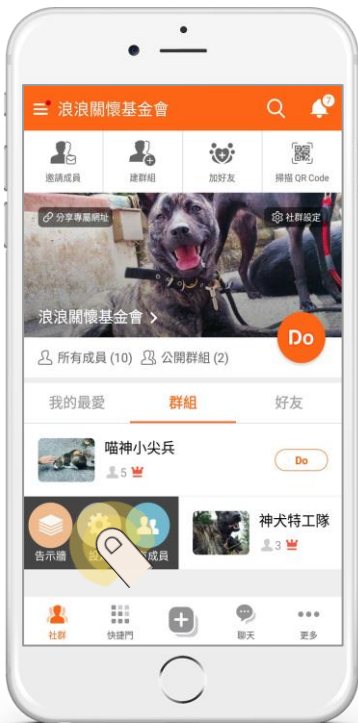 浪浪關懷基金會
7
邀請成員
建群組
加好友
掃描 QR Code
分享專屬網址
社群設定
浪浪關懷基金會 >
Do
所有成員 (10) 公開群組 (2)
我的最愛
群組
好友
喵神小尖兵
5
Do
告示牆
設
成員
神犬特工隊
3
社群
快捷鬥
聊天
更多